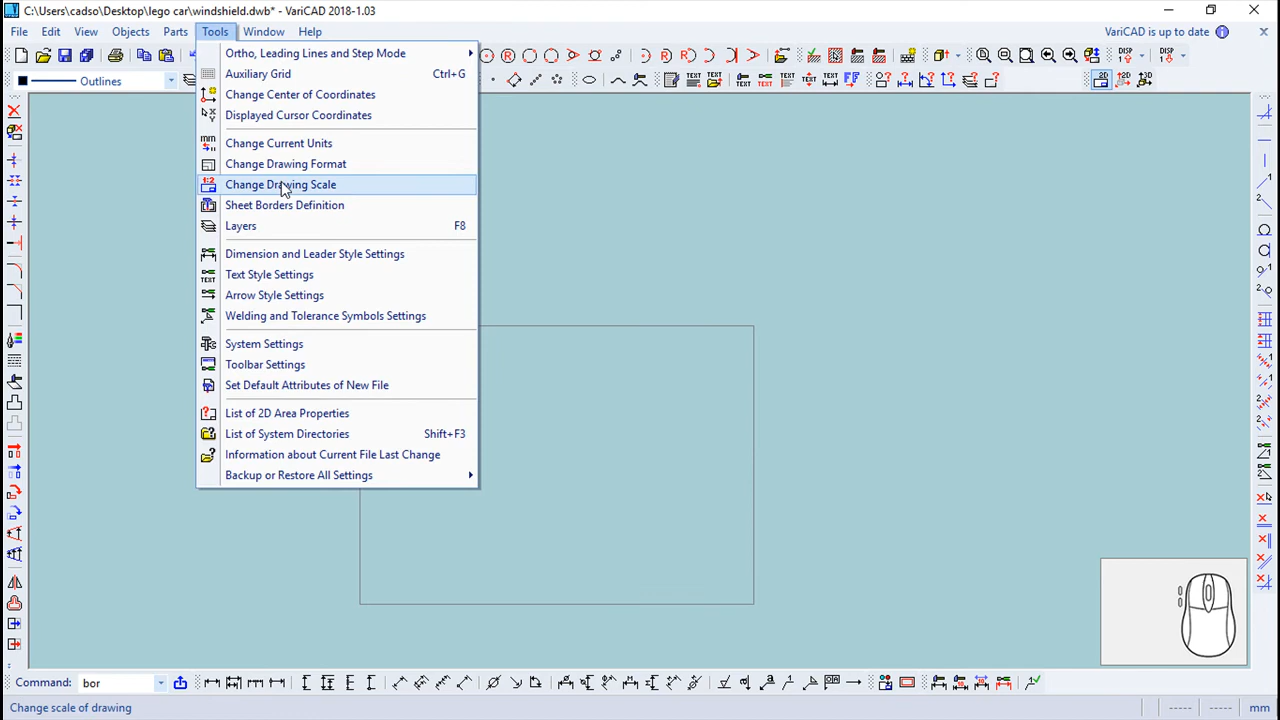 C:\Users\cadso\Desktop\lego car\windshield.dwb* - VariCAD 2018-1.03
File Edit View Objects Parts Tools Window Help VariCAD is up to date
Outlines
Ortho, Leading Lines and Step Mode
Auxiliary Grid Ctrl+G
Change Center of Coordinates
Displayed Cursor Coordinates
Change Current Units
Change Drawing Format
Change Drawing Scale
Sheet Borders Definition
Layers F8
Dimension and Leader Style Settings
Text Style Settings
Arrow Style Settings
Welding and Tolerance Symbols Settings
System Settings
Toolbar Settings
Set Default Attributes of New File
List of 2D Area Properties
List of System Directories Shift+F3
Information about Current File Last Change
Backup or Restore All Settings
Command: bor
Change scale of drawing ----- ----- mm